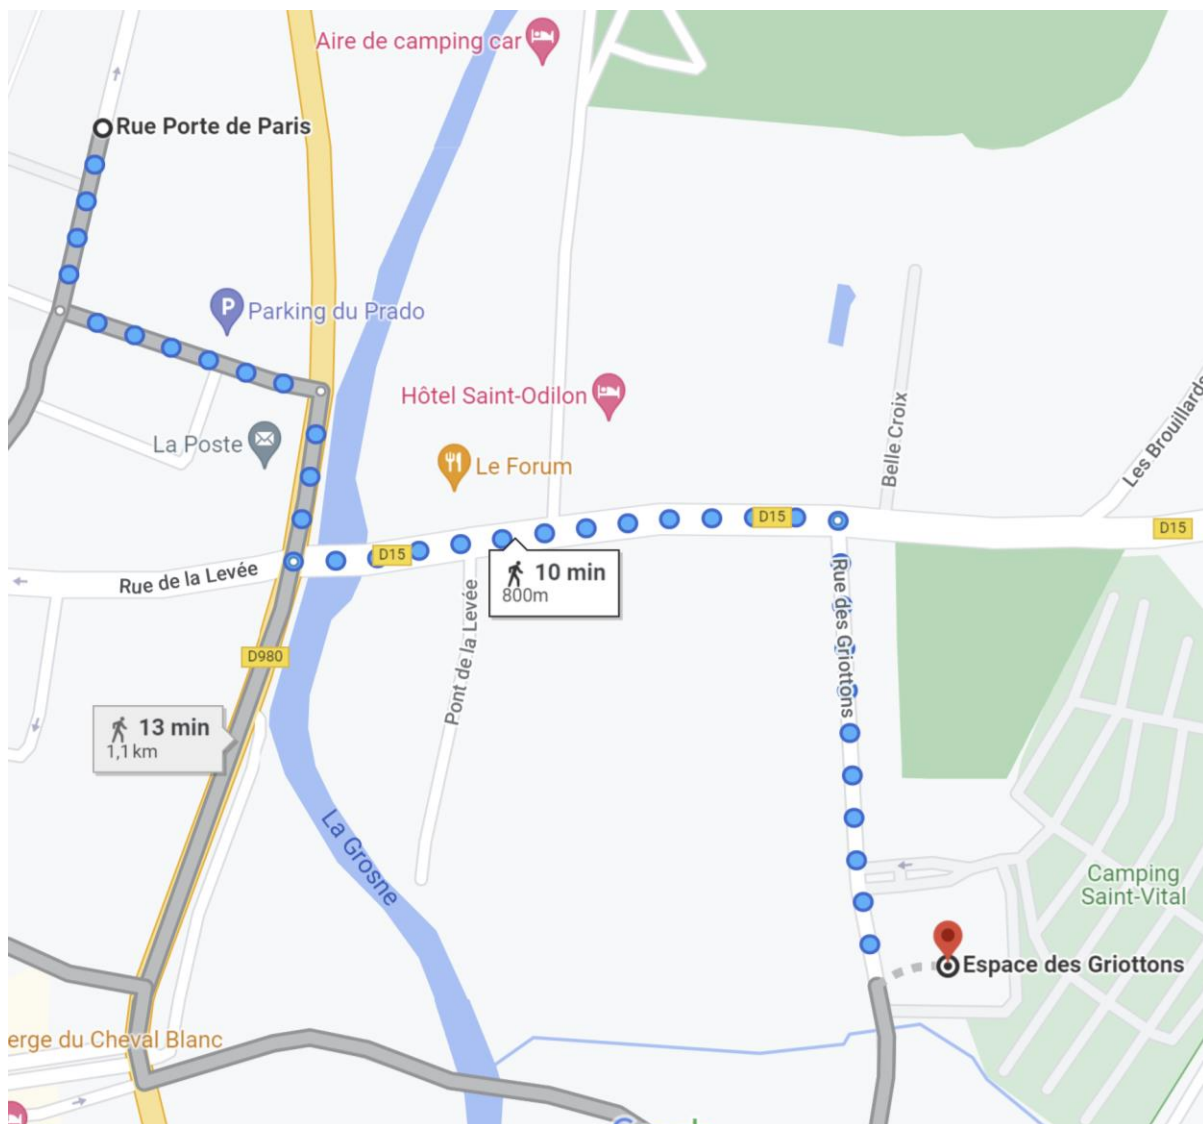 Aire de camping car
Rue Porte de Paris
P
Parking du Prado
Hôtel Saint-Odilon
Belle Croix
Les Brouillards
La Poste
Le Forum
D15
D15
D15
Rue de la Levée
10 min
800m
Pont de la Levée
Rue des Griottons
D980
13 min
1,1 km
La Grosne
Camping
Saint-Vital
Espace des Griottons
erge du Cheval Blanc